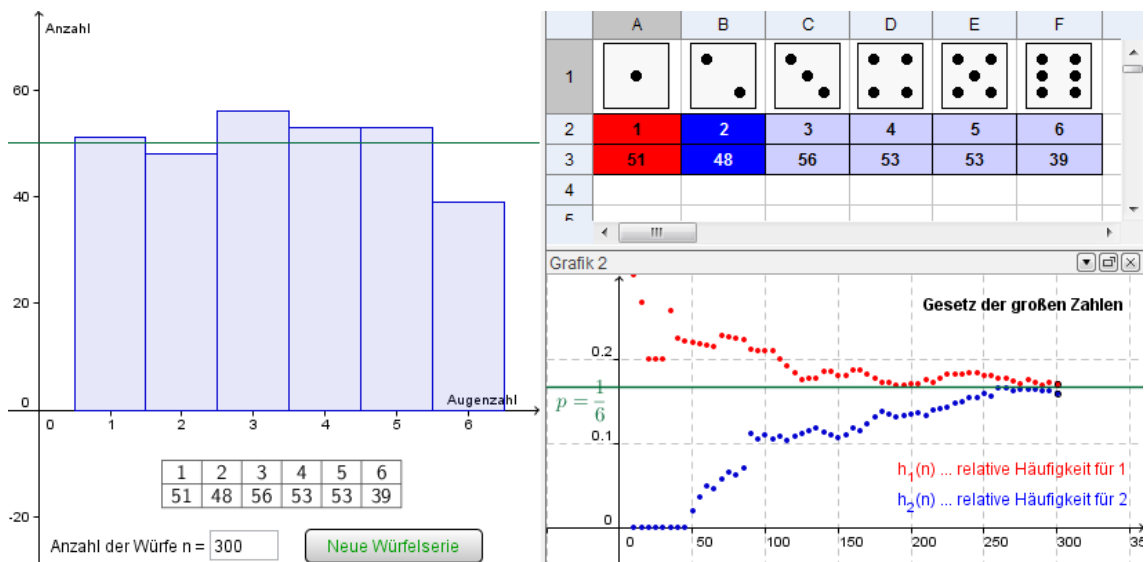 Anzahl
60
40
20
0
-20
0 1 2 3 4 5 6
Augenzahl
1 2 3 4 5 6
51 48 56 53 53 39
Anzahl der Würfe n = 300 Neue Würfelserie
A B C D E F
1
2 1 2 3 4 5 6
3 51 48 56 53 53 39
4
5
Grafik 2
Gesetz der großen Zahlen
0.2
p = 1/6
0.1
h1(n) ... relative Häufigkeit für 1
h2(n) ... relative Häufigkeit für 2
0
0 50 100 150 200 250 300 35